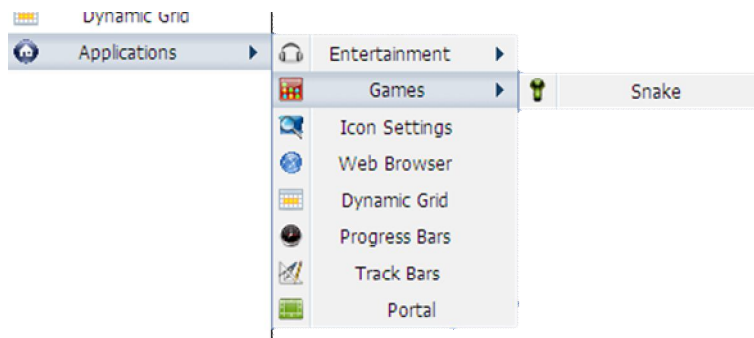 Dynamic Grid
Applications
Entertainment
Games
Snake
Icon Settings
Web Browser
Dynamic Grid
Progress Bars
Track Bars
Portal